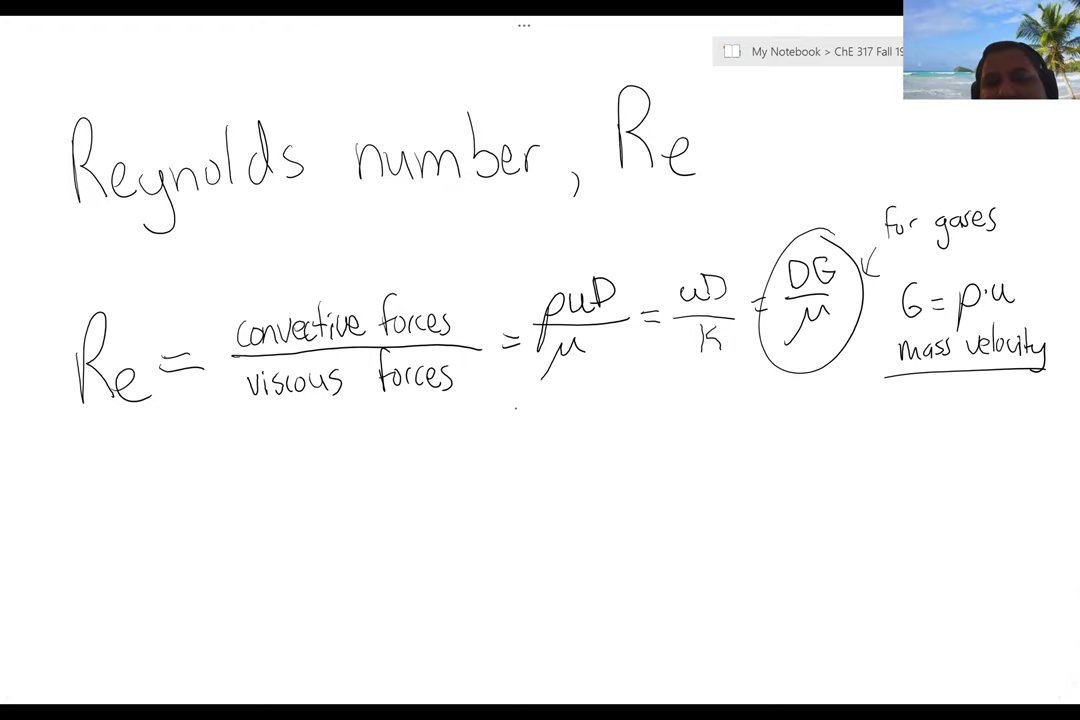 My Notebook > ChE 317 Fall 19
Reynolds number, Re
for gases
Re = convective forces / viscous forces = ρuD / μ = uD / ν = DG / μ
G = ρ·u
mass velocity